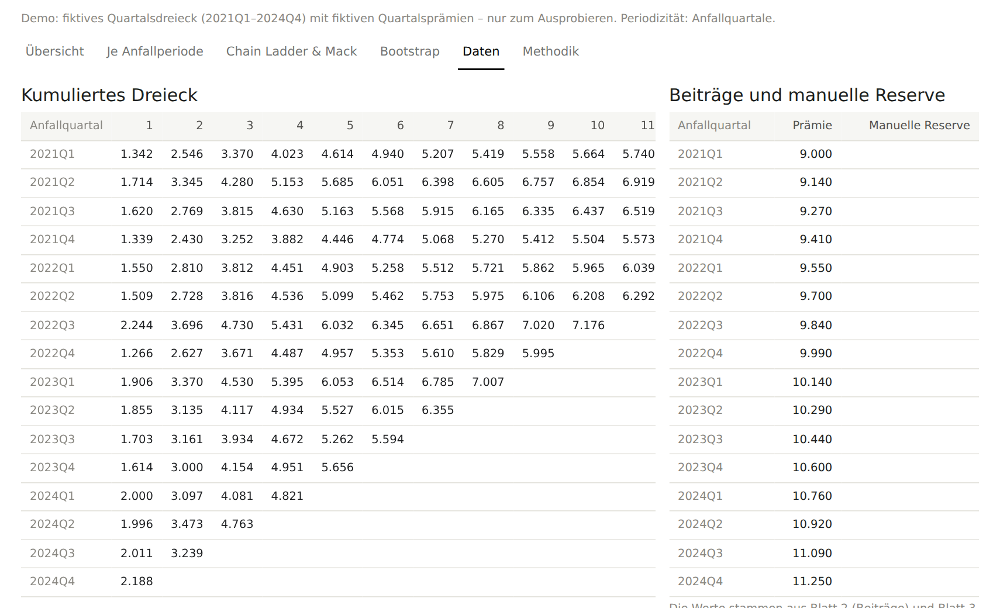 Demo: fiktives Quartalsdreieck (2021Q1–2024Q4) mit fiktiven Quartalsprämien – nur zum Ausprobieren. Periodizität: Anfallquartale.
Übersicht Je Anfallperiode Chain Ladder & Mack Bootstrap Daten Methodik
Kumuliertes Dreieck
Anfallquartal 1 2 3 4 5 6 7 8 9 10 11
2021Q1 1.342 2.546 3.370 4.023 4.614 4.940 5.207 5.419 5.558 5.664 5.740
2021Q2 1.714 3.345 4.280 5.153 5.685 6.051 6.398 6.605 6.757 6.854 6.919
2021Q3 1.620 2.769 3.815 4.630 5.163 5.568 5.915 6.165 6.335 6.437 6.519
2021Q4 1.339 2.430 3.252 3.882 4.446 4.774 5.068 5.270 5.412 5.504 5.573
2022Q1 1.550 2.810 3.812 4.451 4.903 5.258 5.512 5.721 5.862 5.965 6.039
2022Q2 1.509 2.728 3.816 4.536 5.099 5.462 5.753 5.975 6.106 6.208 6.292
2022Q3 2.244 3.696 4.730 5.431 6.032 6.345 6.651 6.867 7.020 7.176
2022Q4 1.266 2.627 3.671 4.487 4.957 5.353 5.610 5.829 5.995
2023Q1 1.906 3.370 4.530 5.395 6.053 6.514 6.785 7.007
2023Q2 1.855 3.135 4.117 4.934 5.527 6.015 6.355
2023Q3 1.703 3.161 3.934 4.672 5.262 5.594
2023Q4 1.614 3.000 4.154 4.951 5.656
2024Q1 2.000 3.097 4.081 4.821
2024Q2 1.996 3.473 4.763
2024Q3 2.011 3.239
2024Q4 2.188
Beiträge und manuelle Reserve
Anfallquartal Prämie Manuelle Reserve
2021Q1 9.000
2021Q2 9.140
2021Q3 9.270
2021Q4 9.410
2022Q1 9.550
2022Q2 9.700
2022Q3 9.840
2022Q4 9.990
2023Q1 10.140
2023Q2 10.290
2023Q3 10.440
2023Q4 10.600
2024Q1 10.760
2024Q2 10.920
2024Q3 11.090
2024Q4 11.250
Die Werte stammen aus Blatt 2 (Beiträge) und Blatt 3